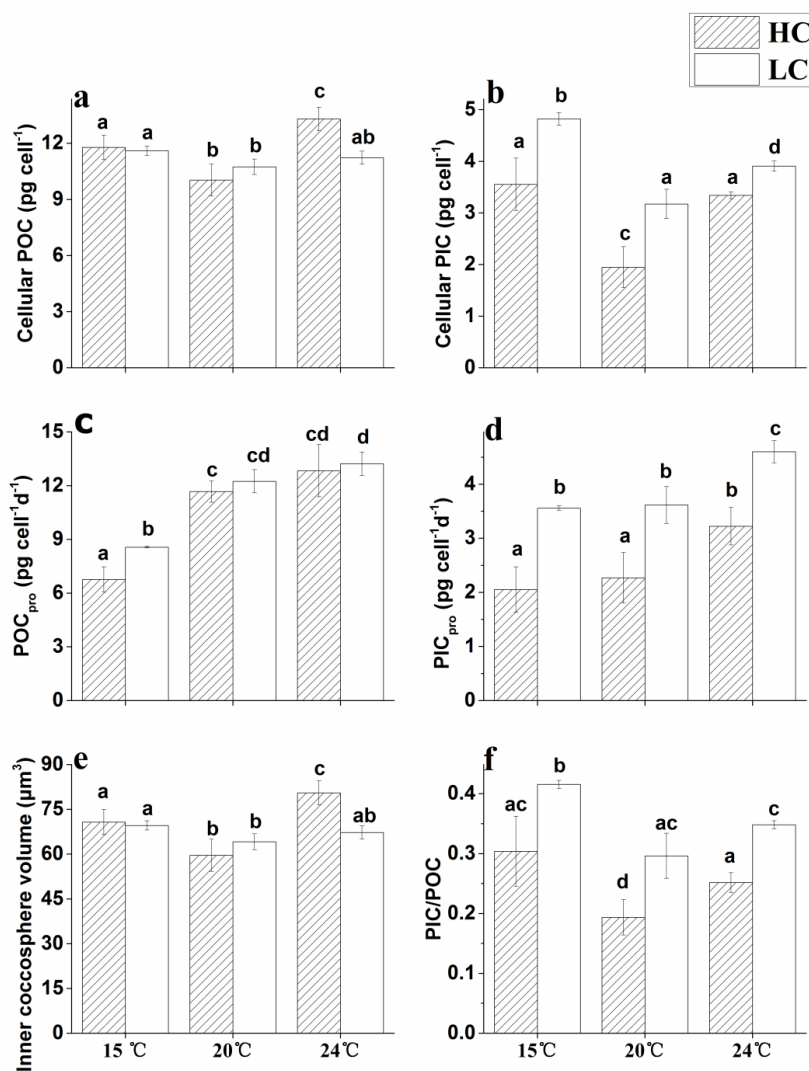 HC
LC
a
Cellular POC (pg cell⁻¹)
12
9
6
3
0
a
a
b
b
c
ab
b
Cellular PIC (pg cell⁻¹)
5
4
3
2
1
0
a
b
c
a
a
d
c
POCpro (pg cell⁻¹d⁻¹)
15
12
9
6
3
0
a
b
c
cd
cd
d
d
PICpro (pg cell⁻¹d⁻¹)
4
3
2
1
0
a
b
a
b
b
c
e
Inner coccosphere volume (μm³)
90
75
60
45
30
15
0
a
a
b
b
c
ab
15℃
20℃
24℃
f
PIC/POC
0.4
0.3
0.2
0.1
0.0
ac
b
d
ac
a
c
15℃
20℃
24℃